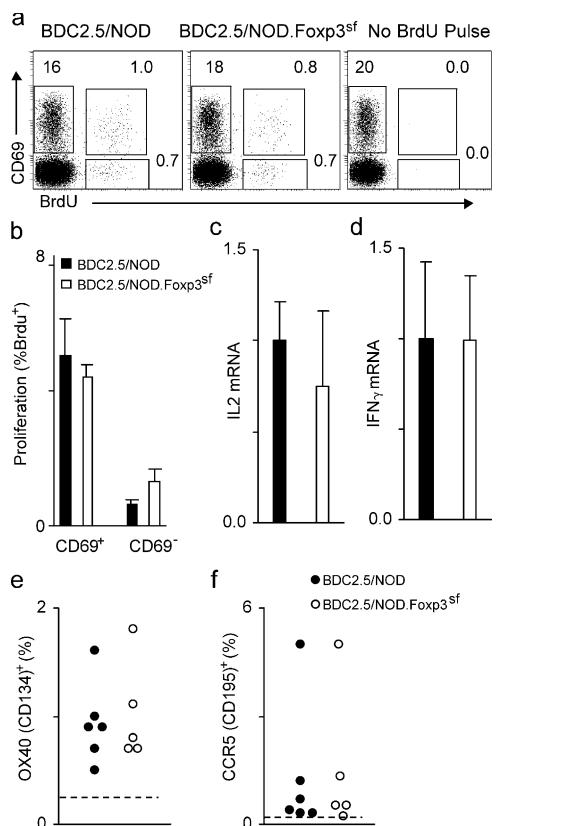 a
BDC2.5/NOD BDC2.5/NOD.Foxp3sf No BrdU Pulse
16 1.0 18 0.8 20 0.0
CD69
0.7 0.7 0.0
BrdU
b
8
BDC2.5/NOD
BDC2.5/NOD.Foxp3sf
Proliferation (%Brdu+)
0
CD69+ CD69-
c
1.5
IL2 mRNA
0.0
d
1.5
IFNγ mRNA
0.0
e
2
OX40 (CD134)+ (%)
0
f
BDC2.5/NOD
BDC2.5/NOD.Foxp3sf
6
CCR5 (CD195)+ (%)
0